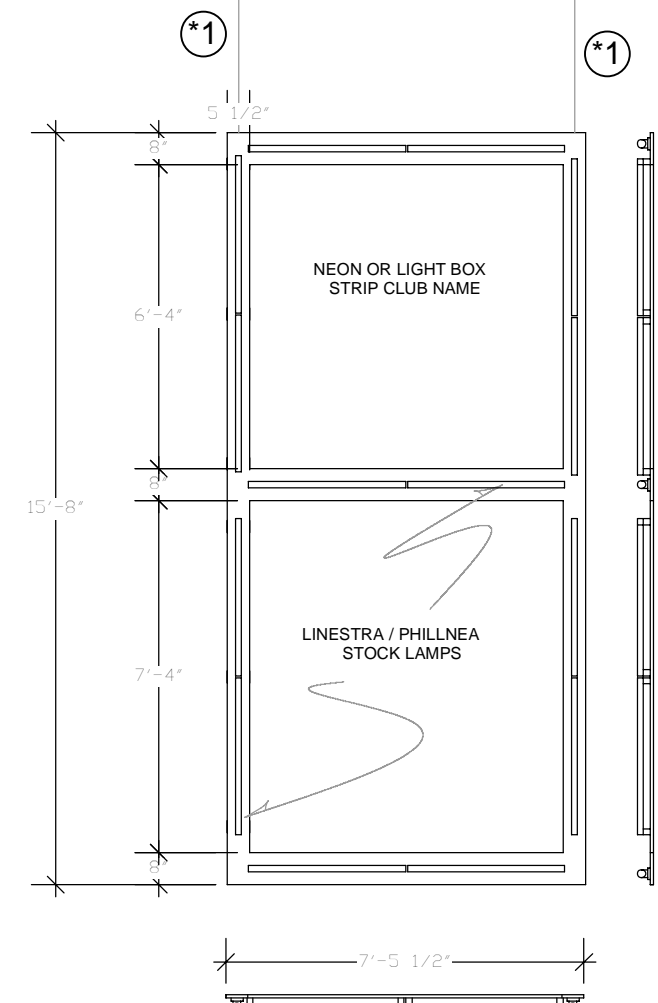 *1
*1
5 1/2"
8"
NEON OR LIGHT BOX
STRIP CLUB NAME
6'-4"
8"
15'-8"
LINESTRA / PHILLNEA
STOCK LAMPS
7'-4"
8"
7'-5 1/2"